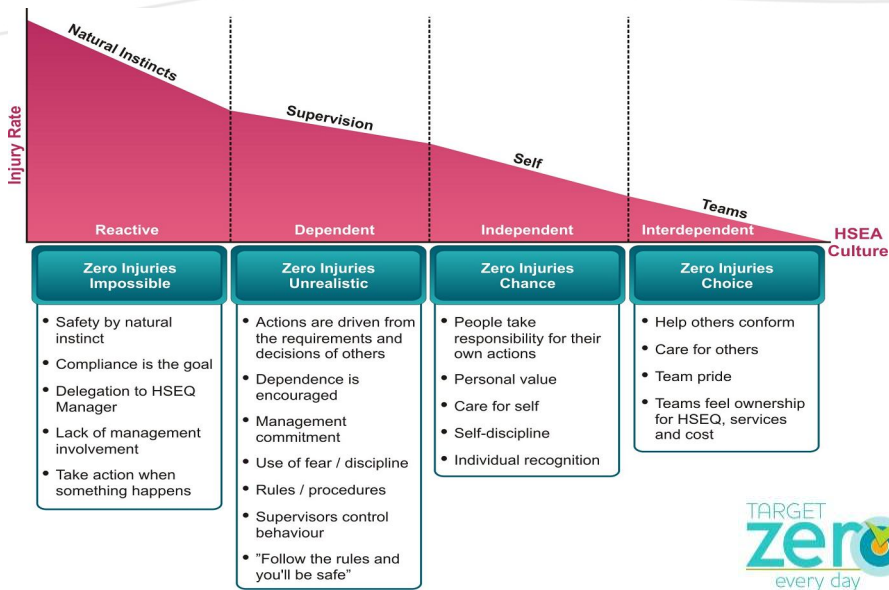 Natural Instincts
Supervision
Self
Teams
Injury Rate
Reactive
Dependent
Independent
Interdependent
HSEA
Culture
Zero Injuries
Impossible
Zero Injuries
Unrealistic
Zero Injuries
Chance
Zero Injuries
Choice
• Safety by natural
instinct
• Compliance is the goal
• Delegation to HSEQ
Manager
• Lack of management
involvement
• Take action when
something happens
• Actions are driven from
the requirements and
decisions of others
• Dependence is
encouraged
• Management
commitment
• Use of fear / discipline
• Rules / procedures
• Supervisors control
behaviour
• "Follow the rules and
you'll be safe"
• People take
responsibility for their
own actions
• Personal value
• Care for self
• Self-discipline
• Individual recognition
• Help others conform
• Care for others
• Team pride
• Teams feel ownership
for HSEQ, services
and cost
TARGET
zero
every day